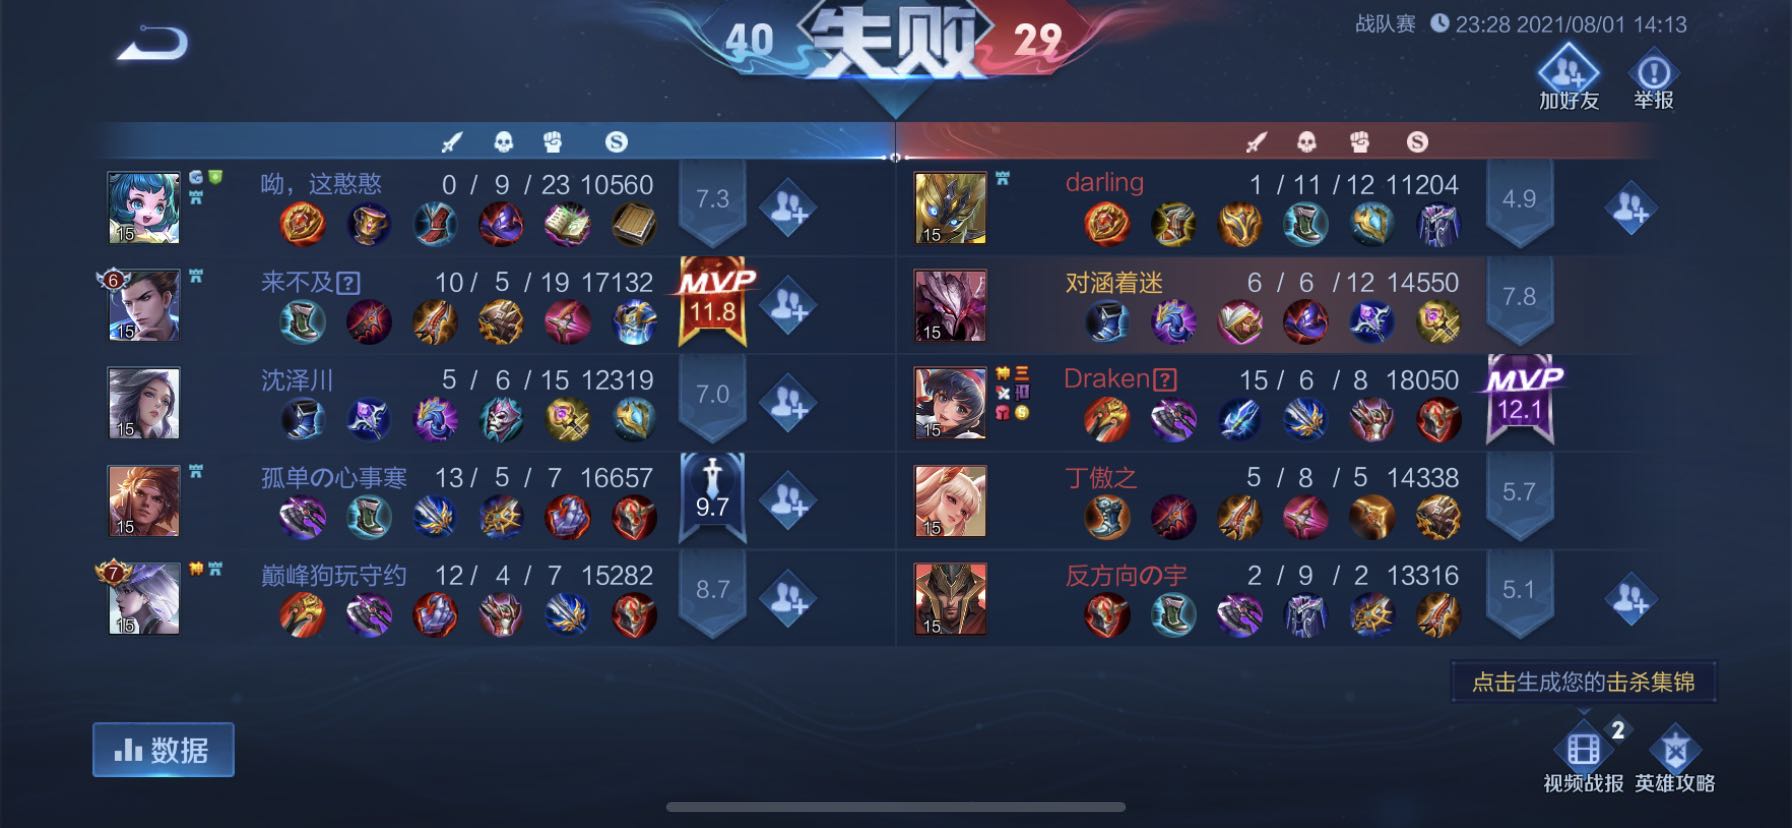 40 失败 29
战队赛 23:28 2021/08/01 14:13
加好友 举报
S S
15 呦，这憨憨 0 / 9 / 23 10560 7.3
15 darling 1 / 11 / 12 11204 4.9
6 15 来不及? 10 / 5 / 19 17132 MVP 11.8
15 对涵着迷 6 / 6 / 12 14550 7.8
15 沈泽川 5 / 6 / 15 12319 7.0
15 神 三 Draken? 15 / 6 / 8 18050 MVP 12.1
15 孤单の心事寒 13 / 5 / 7 16657 9.7
15 丁傲之 5 / 8 / 5 14338 5.7
7 15 神 巅峰狗玩守约 12 / 4 / 7 15282 8.7
15 反方向の宇 2 / 9 / 2 13316 5.1
点击生成您的击杀集锦
数据
2
视频战报 英雄攻略